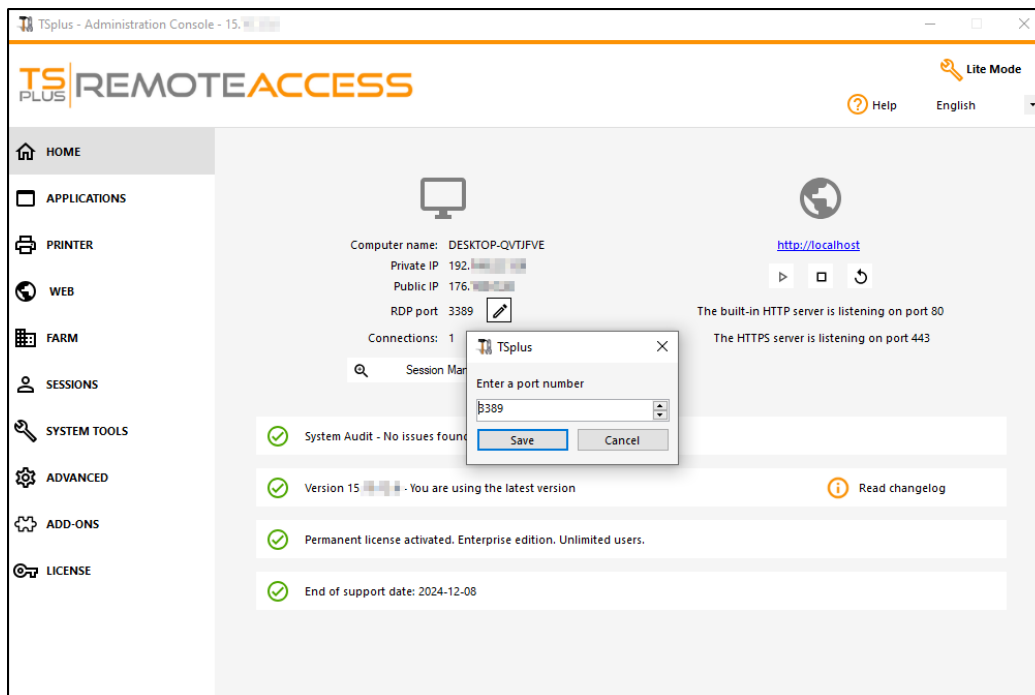 TSplus - Administration Console - 15.
TS PLUS REMOTEACCESS
Lite Mode
Help
English
HOME
APPLICATIONS
PRINTER
WEB
FARM
SESSIONS
SYSTEM TOOLS
ADVANCED
ADD-ONS
LICENSE
Computer name: DESKTOP-QVTJFVE
Private IP 192.
Public IP 176.
RDP port 3389
Connections: 1
Session Mar
http://localhost
The built-in HTTP server is listening on port 80
The HTTPS server is listening on port 443
TSplus
Enter a port number
3389
Save Cancel
System Audit - No issues found
Version 15 - You are using the latest version
Read changelog
Permanent license activated. Enterprise edition. Unlimited users.
End of support date: 2024-12-08